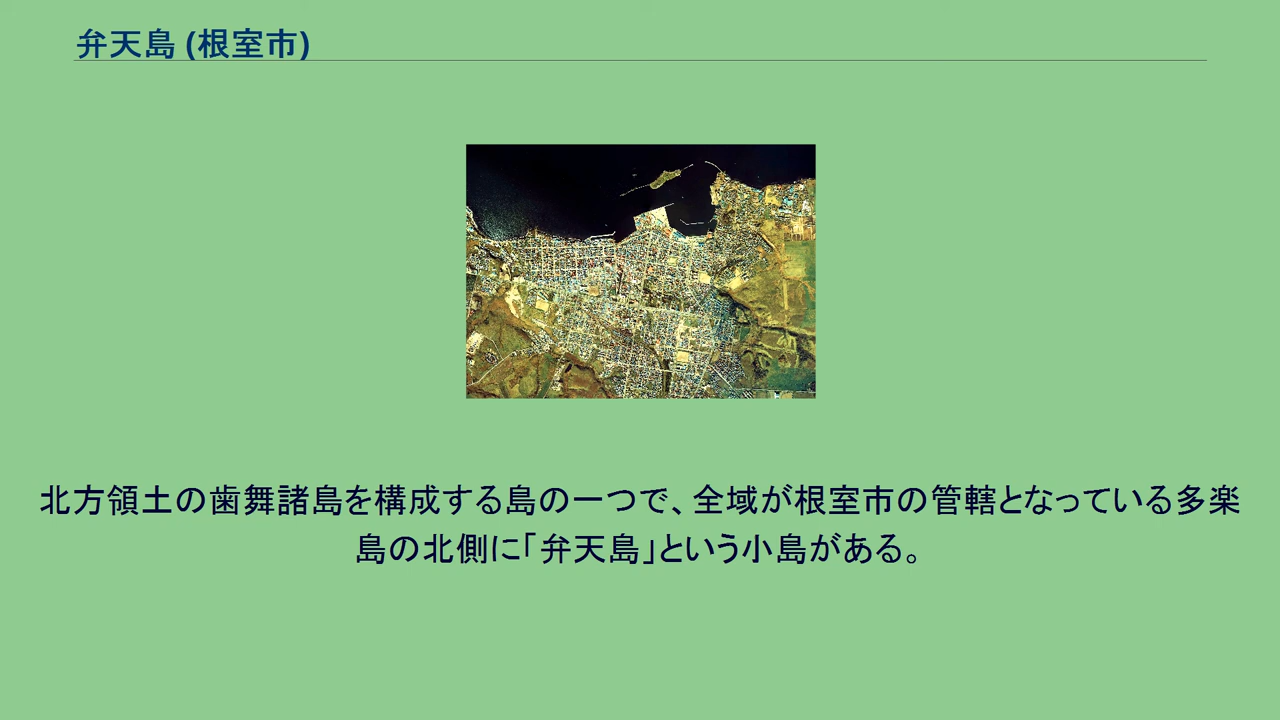 弁天島 (根室市)
北方領土の歯舞諸島を構成する島の一つで、全域が根室市の管轄となっている多楽
島の北側に「弁天島」という小島がある。